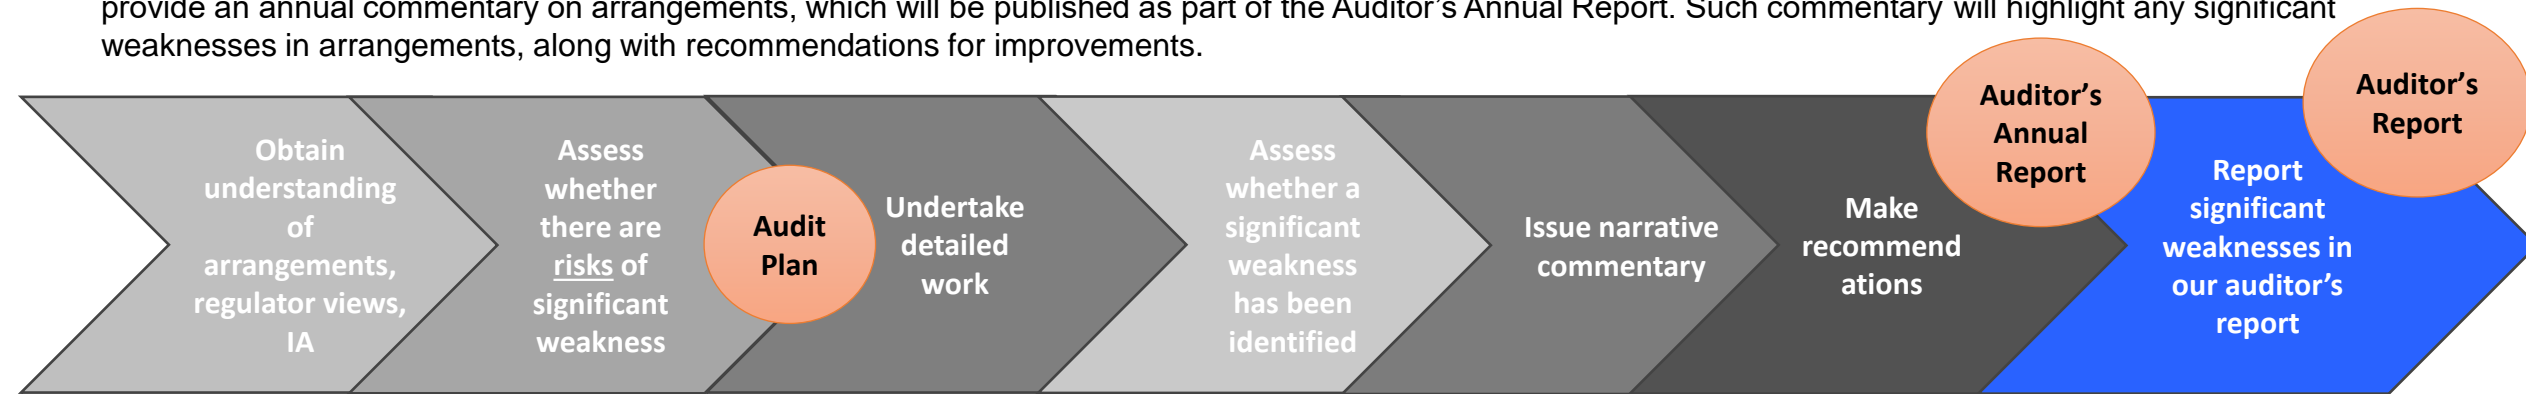 provide an annual commentary on arrangements, which will be published as part of the Auditor’s Annual Report. Such commentary will highlight any significant
weaknesses in arrangements, along with recommendations for improvements.
Obtain
understanding
of
arrangements,
regulator views,
IA
Assess
whether
there are
risks of
significant
weakness
Audit
Plan
Undertake
detailed
work
Assess
whether a
significant
weakness
has been
identified
Issue narrative
commentary
Make
recommend
ations
Auditor’s
Annual
Report
Report
significant
weaknesses in
our auditor’s
report
Auditor’s
Report